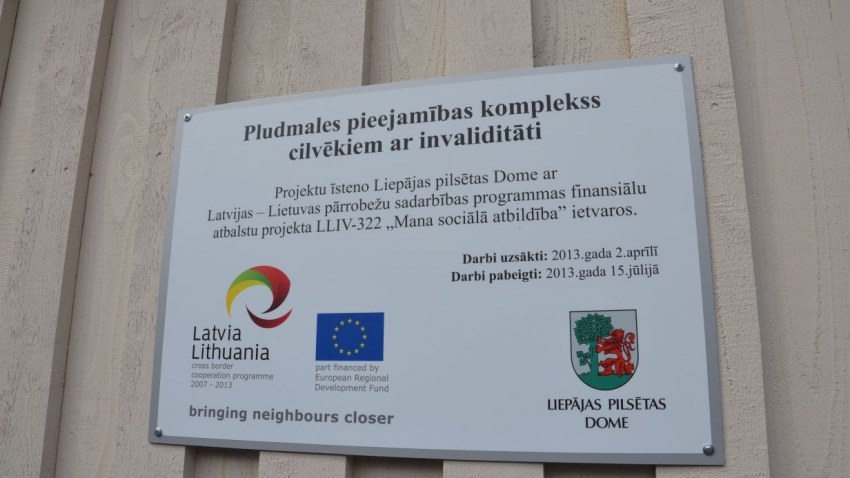 Pludmales pieejamības komplekss
cilvēkiem ar invaliditāti
Projektu īsteno Liepājas pilsētas Dome ar
Latvijas – Lietuvas pārrobežu sadarbības programmas finansiālu
atbalstu projekta LLIV-322 „Mana sociālā atbildība” ietvaros.
Darbi uzsākti: 2013.gada 2.aprīlī
Darbi pabeigti: 2013.gada 15.jūlijā
Latvia
Lithuania
cross border
cooperation programme
2007 - 2013
part financed by
European Regional
Development Fund
bringing neighbours closer
LIEPĀJAS PILSĒTAS
DOME